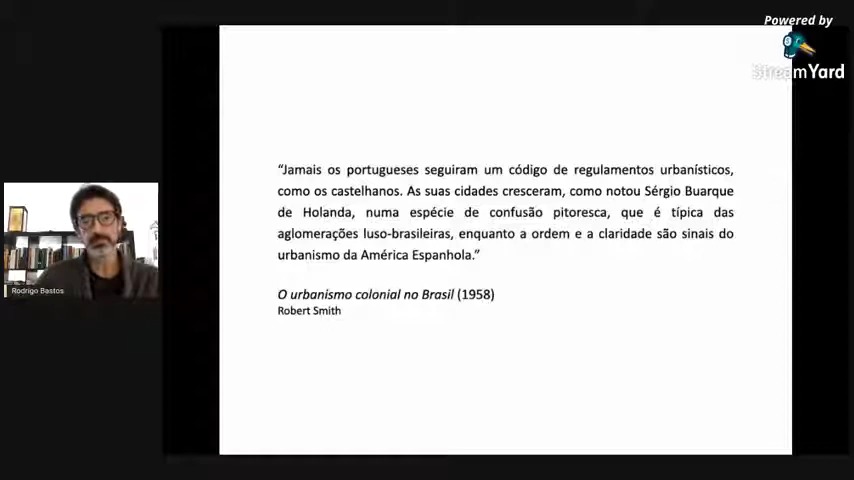 Powered by
StreamYard
“Jamais os portugueses seguiram um código de regulamentos urbanísticos,
como os castelhanos. As suas cidades cresceram, como notou Sérgio Buarque
de Holanda, numa espécie de confusão pitoresca, que é típica das
aglomerações luso-brasileiras, enquanto a ordem e a claridade são sinais do
urbanismo da América Espanhola.”
Rodrigo Bastos
O urbanismo colonial no Brasil (1958)
Robert Smith